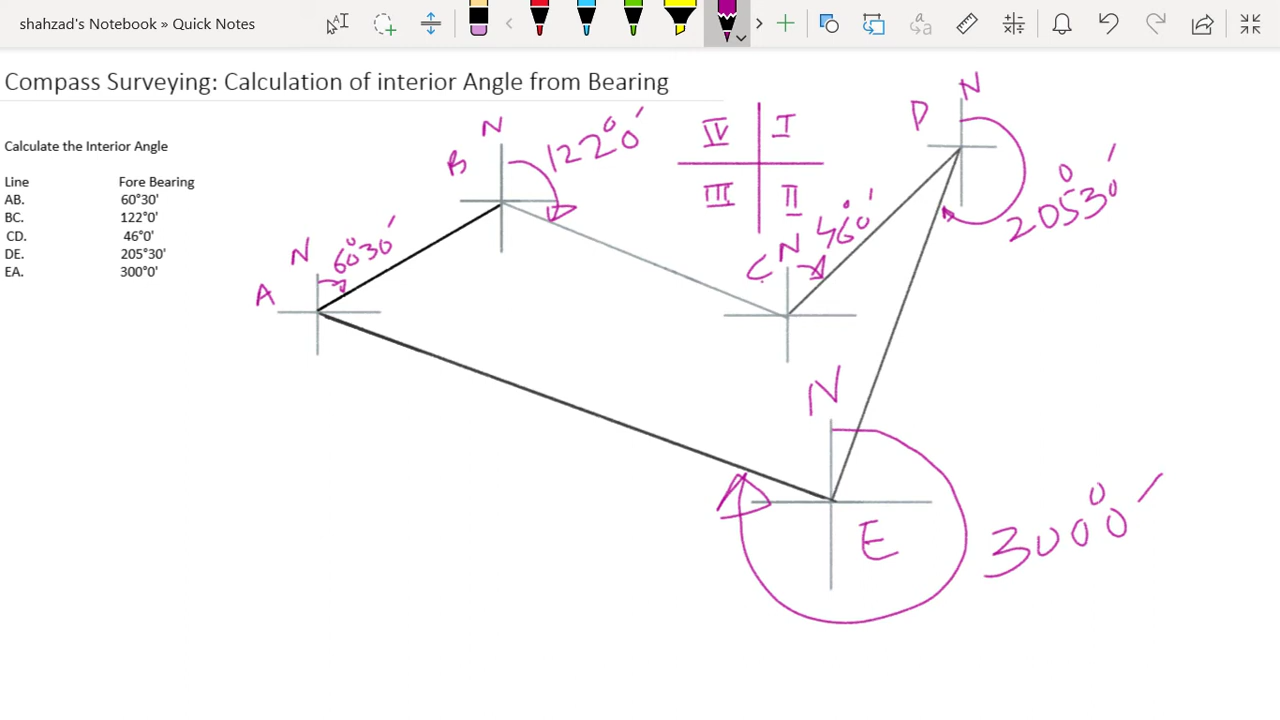 shahzad's Notebook » Quick Notes
Compass Surveying: Calculation of interior Angle from Bearing
Calculate the Interior Angle
Line Fore Bearing
AB. 60°30'
BC. 122°0'
CD. 46°0'
DE. 205°30'
EA. 300°0'
N
A
60°30'
N
B
122°0'
IV I
III II
N
C
46°0'
N
D
205°30'
N
E
300°0'